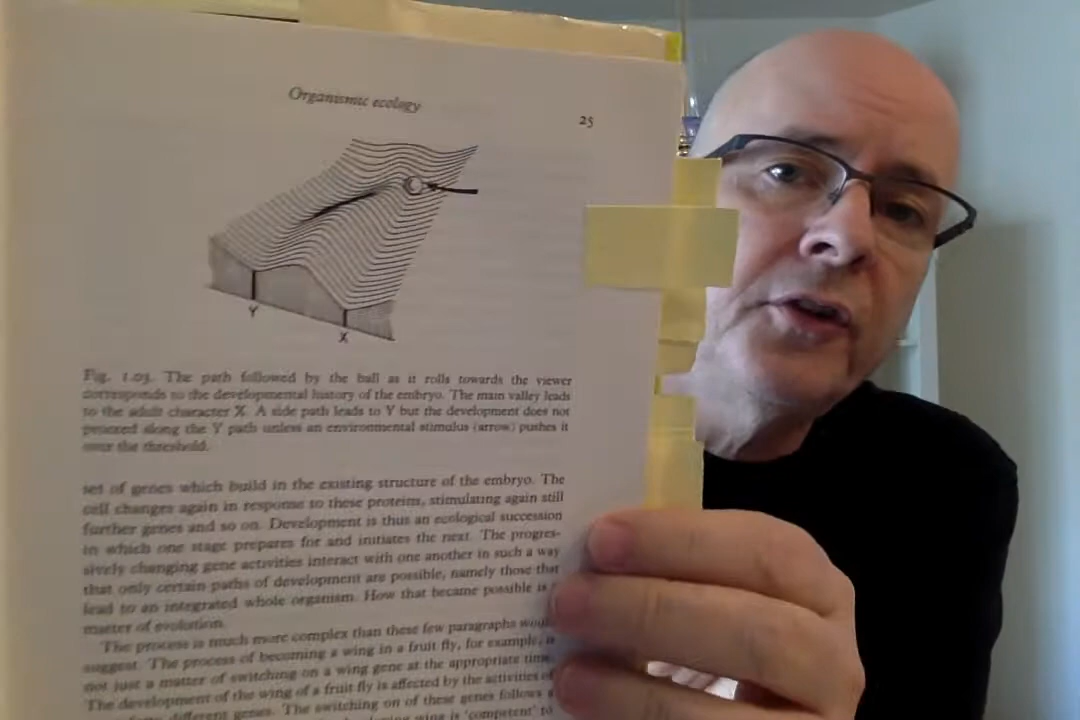 Organismic ecology
25
Y
X
Fig. 1.03. The path followed by the ball as it rolls towards the viewer
corresponds to the developmental history of the embryo. The main valley leads
to the adult character X. A side path leads to Y but the development does not
proceed along the Y path unless an environmental stimulus (arrow) pushes it
over the threshold.
set of genes which build in the existing structure of the embryo. The
cell changes again in response to these proteins, stimulating again still
further genes and so on. Development is thus an ecological succession
in which one stage prepares for and initiates the next. The progres-
sively changing gene activities interact with one another in such a way
that only certain paths of development are possible, namely those that
lead to an integrated whole organism. How that became possible is
matter of evolution.
The process is much more complex than these few paragraphs would
suggest. The process of becoming a wing in a fruit fly, for example, is
not just a matter of switching on a wing gene at the appropriate time.
The development of the wing of a fruit fly is affected by the activities of
different genes. The switching on of these genes follows a
wing is 'competent' to